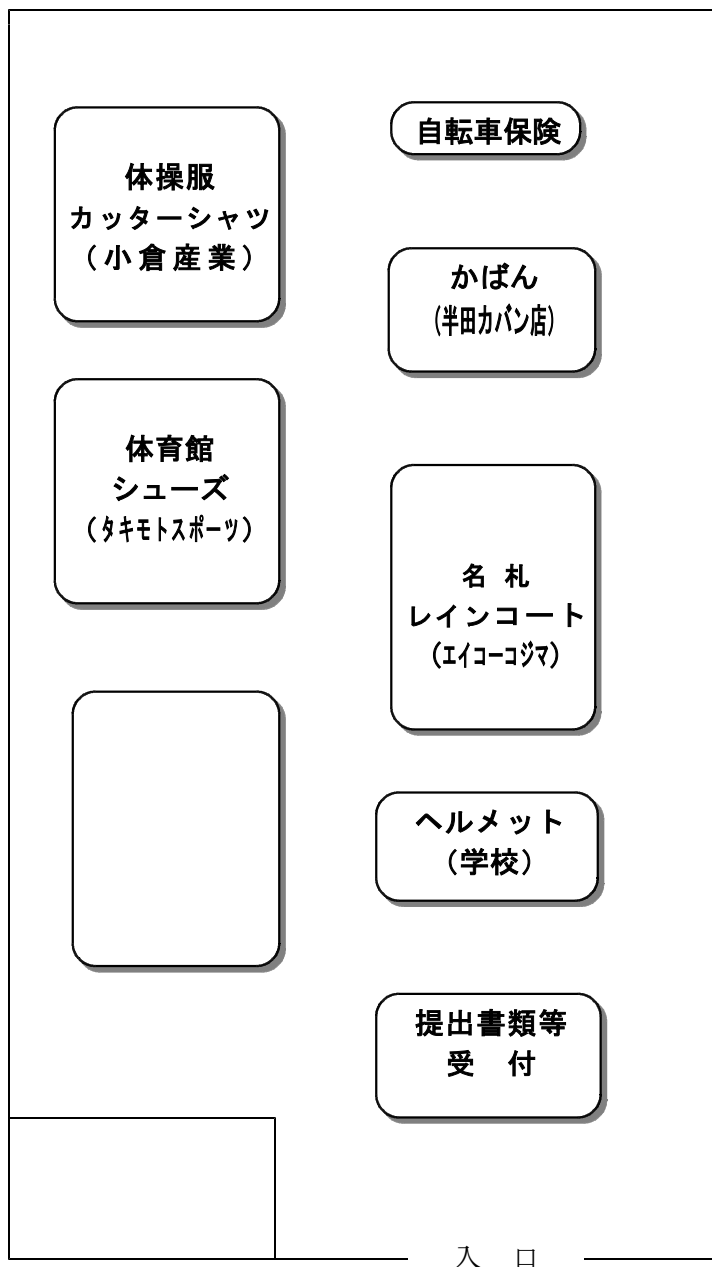 自転車保険
体操服
カッターシャツ
（小倉産業）
かばん
（半田カバン店）
体育館
シューズ
（タキモトスポーツ）
名 札
レインコート
（エイコーコジマ）
ヘルメット
（学校）
提出書類等
受　付
入　口